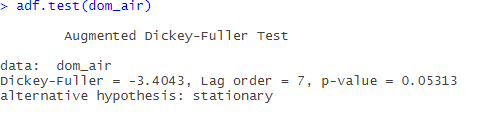 > adf.test(dom_air)
Augmented Dickey-Fuller Test
data:  dom_air
Dickey-Fuller = -3.4043, Lag order = 7, p-value = 0.05313
alternative hypothesis: stationary